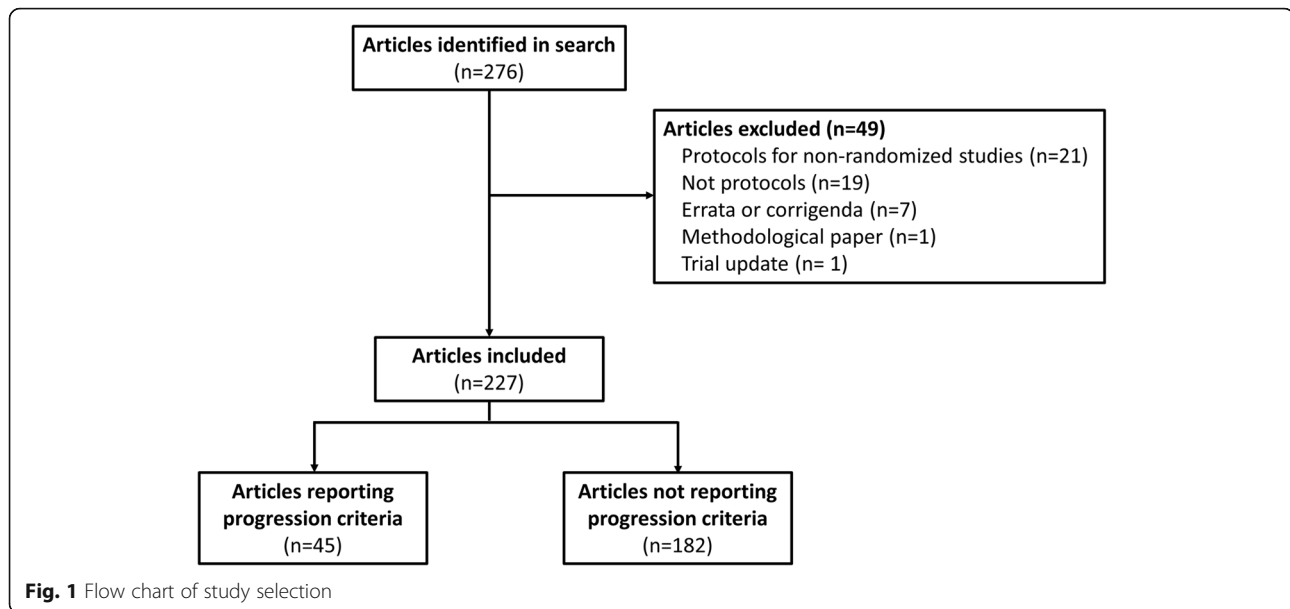 Articles identified in search
(n=276)
Articles excluded (n=49)
Protocols for non-randomized studies (n=21)
Not protocols (n=19)
Errata or corrigenda (n=7)
Methodological paper (n=1)
Trial update (n= 1)
Articles included
(n=227)
Articles reporting
progression criteria
(n=45)
Articles not reporting
progression criteria
(n=182)
Fig. 1 Flow chart of study selection